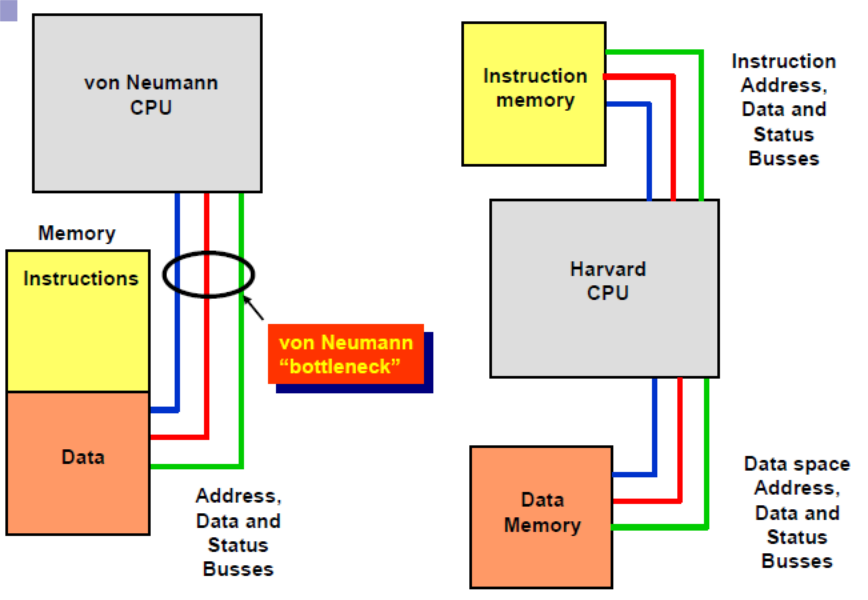 von Neumann
CPU
Memory
Instructions
Data
von Neumann
“bottleneck”
Address,
Data and
Status
Busses
Instruction
memory
Instruction
Address,
Data and
Status
Busses
Harvard
CPU
Data
Memory
Data space
Address,
Data and
Status
Busses